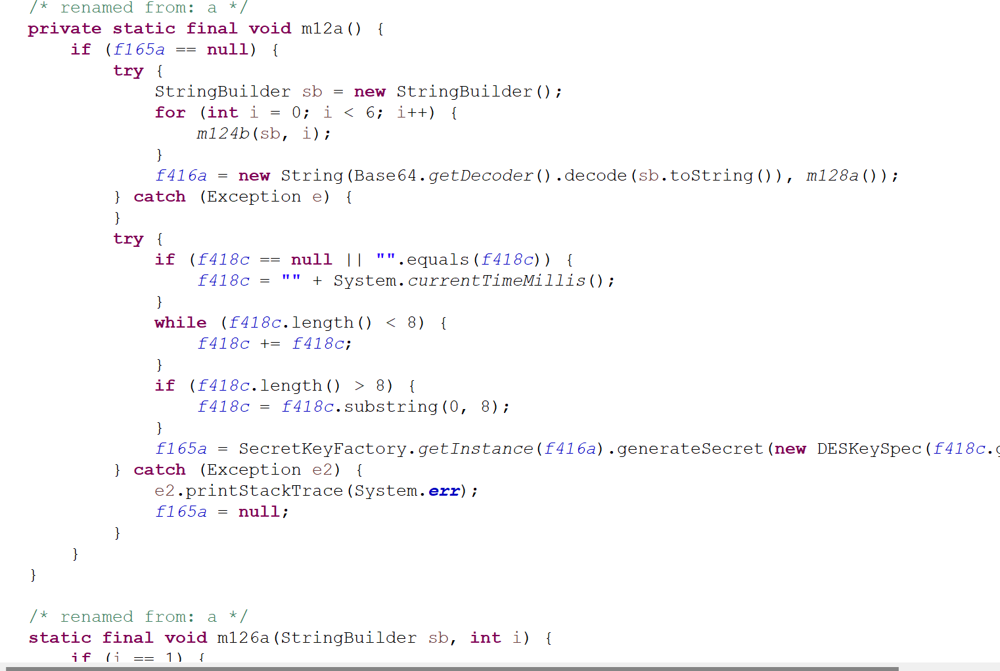 /* renamed from: a */
private static final void m12a() {
if (f165a == null) {
try {
StringBuilder sb = new StringBuilder();
for (int i = 0; i < 6; i++) {
m124b(sb, i);
}
f416a = new String(Base64.getDecoder().decode(sb.toString()), m128a());
} catch (Exception e) {
}
try {
if (f418c == null || "".equals(f418c)) {
f418c = "" + System.currentTimeMillis();
}
while (f418c.length() < 8) {
f418c += f418c;
}
if (f418c.length() > 8) {
f418c = f418c.substring(0, 8);
}
f165a = SecretKeyFactory.getInstance(f416a).generateSecret(new DESKeySpec(f418c.
} catch (Exception e2) {
e2.printStackTrace(System.err);
f165a = null;
}
}
}
/* renamed from: a */
static final void m126a(StringBuilder sb, int i) {
if (i == 1) {